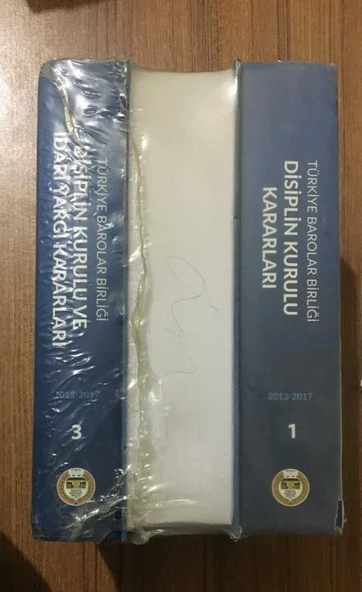 TÜRKİYE BAROLAR BİRLİĞİ
DİSİPLİN KURULU VE
İDARİ YARGI KARARLARI
2013-2017
3
TÜRKİYE BAROLAR BİRLİĞİ
DİSİPLİN KURULU
KARARLARI
2013-2017
1